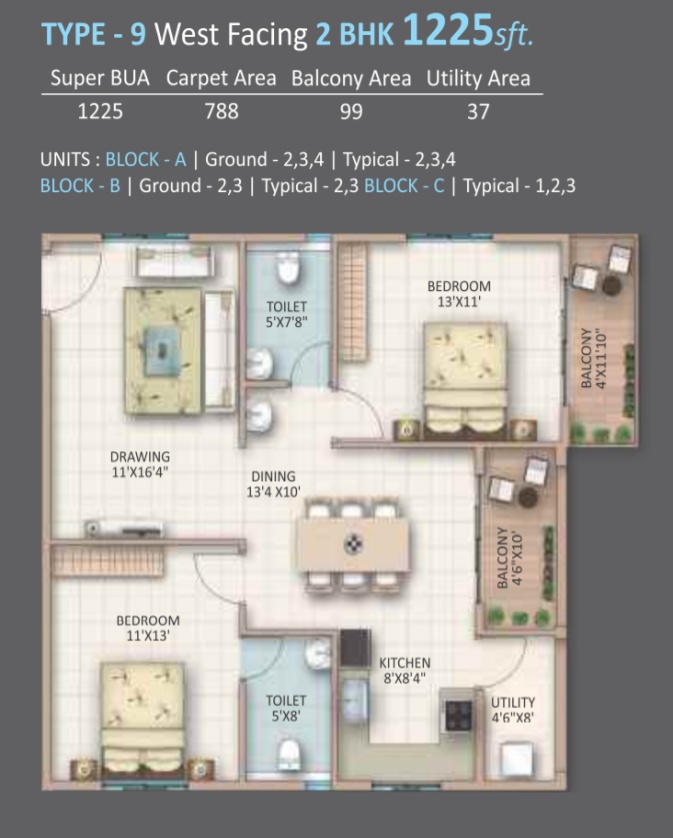 TYPE - 9 West Facing 2 BHK 1225sft.
Super BUA Carpet Area Balcony Area Utility Area
1225 788 99 37
UNITS : BLOCK - A | Ground - 2,3,4 | Typical - 2,3,4
BLOCK - B | Ground - 2,3 | Typical - 2,3 BLOCK - C | Typical - 1,2,3
TOILET
5'X7'8"
BEDROOM
13'X11'
BALCONY
4'X11'10"
DRAWING
11'X16'4"
DINING
13'4 X10'
BALCONY
4'6"X10'
BEDROOM
11'X13'
KITCHEN
8'X8'4"
TOILET
5'X8'
UTILITY
4'6"X8'